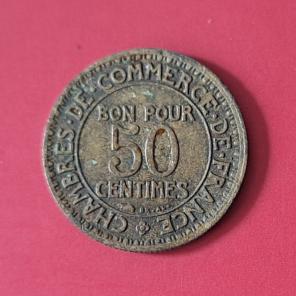 CHAMBRES·DE·COMMERCE·DE·FRANCE
BON POUR
50
CENTIMES